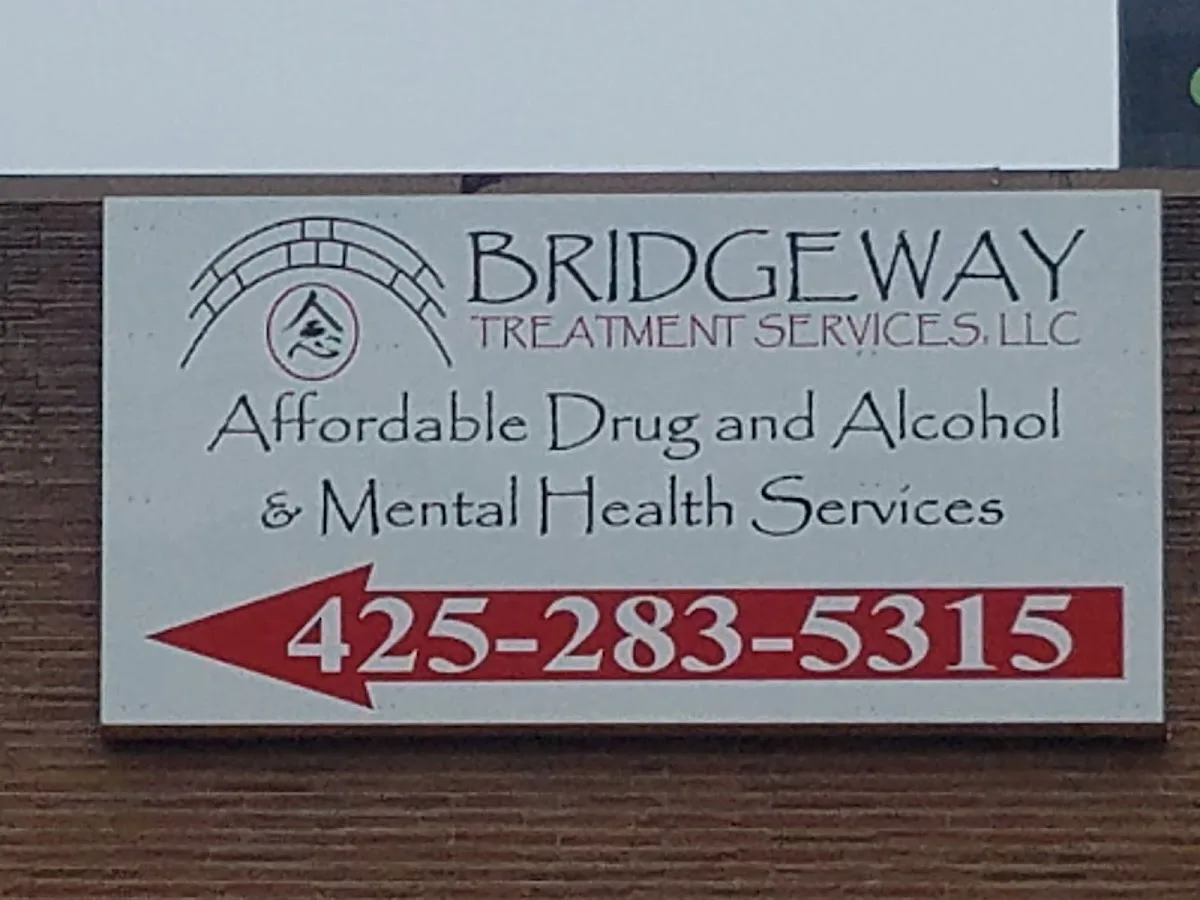 BRIDGEWAY
TREATMENT SERVICES, LLC
Affordable Drug and Alcohol
& Mental Health Services
425-283-5315